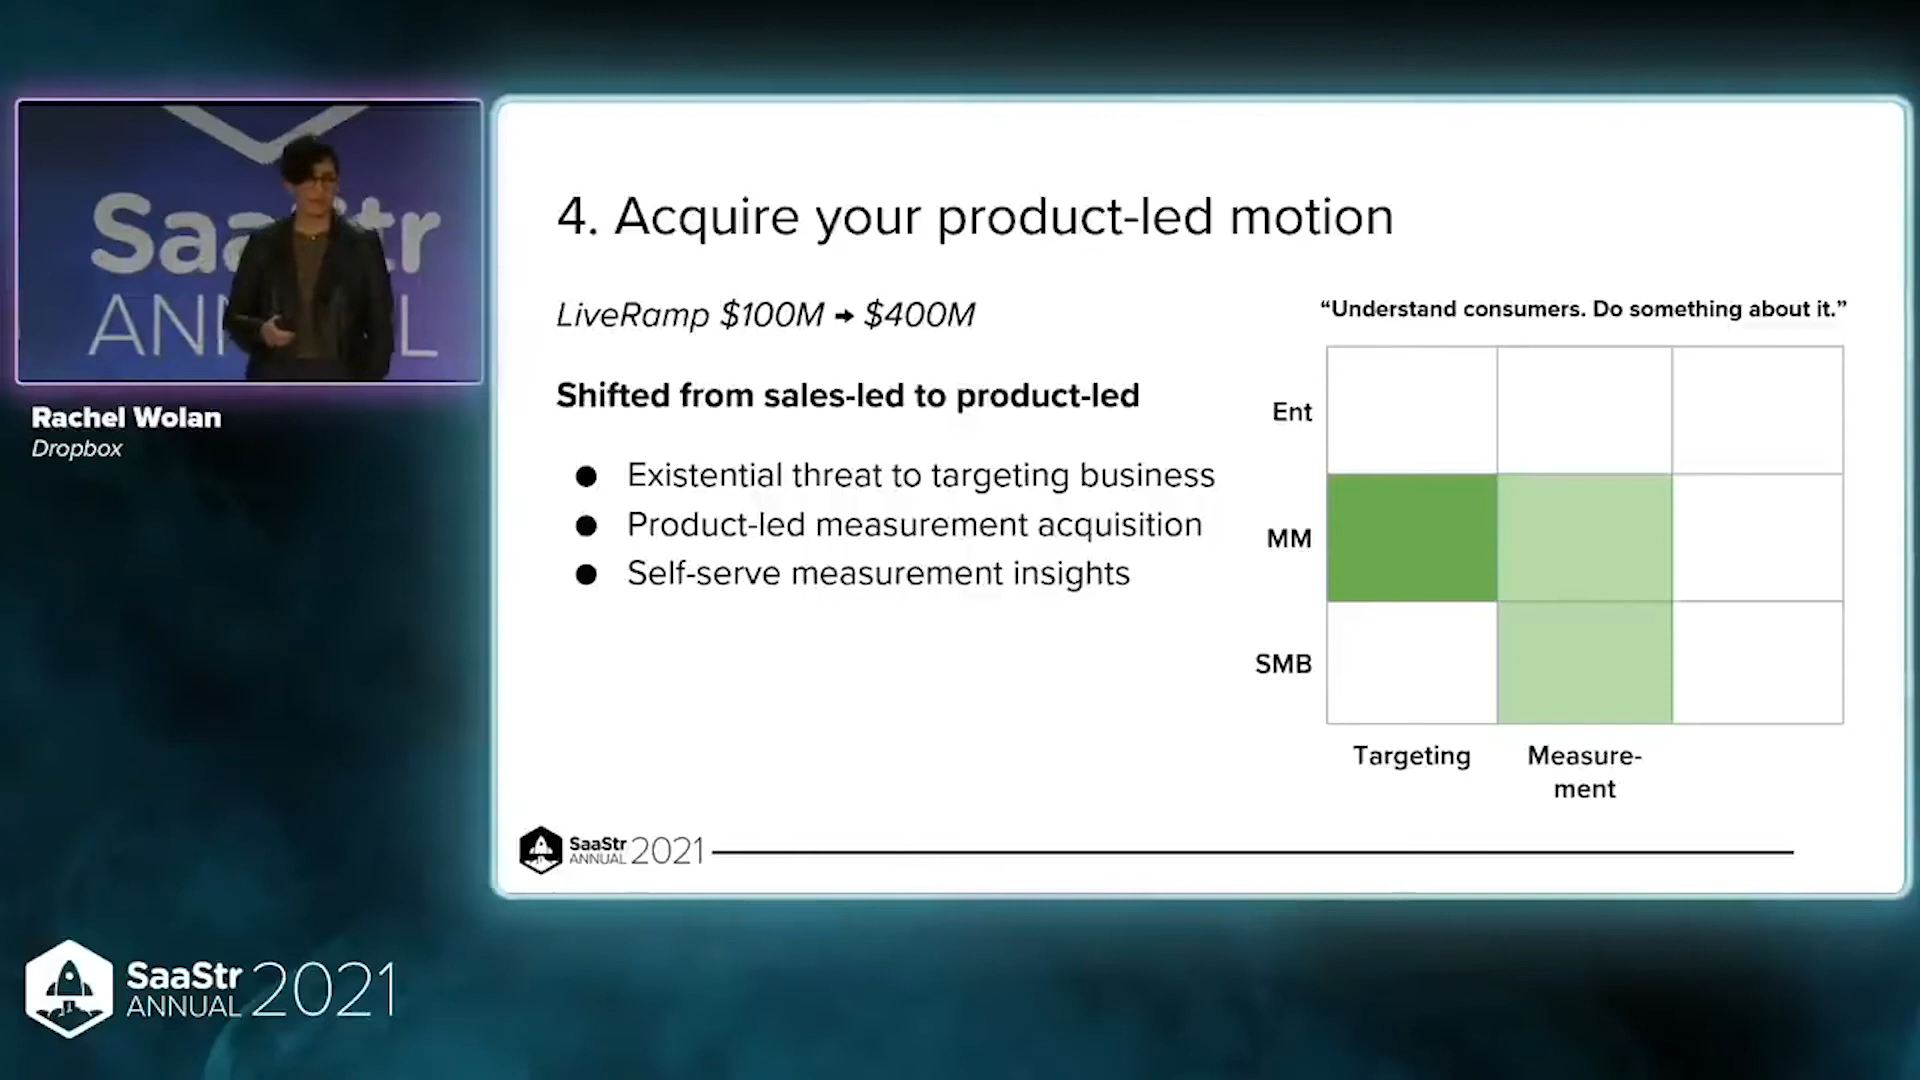 SaaStr
ANNUAL
Rachel Wolan
Dropbox
4. Acquire your product-led motion
LiveRamp $100M → $400M
Shifted from sales-led to product-led
● Existential threat to targeting business
● Product-led measurement acquisition
● Self-serve measurement insights
“Understand consumers. Do something about it.”
Ent
MM
SMB
Targeting
Measure-
ment
SaaStr
ANNUAL 2021
SaaStr
ANNUAL 2021